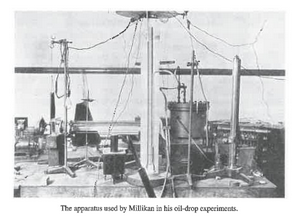 The apparatus used by Millikan in his oil-drop experiments.